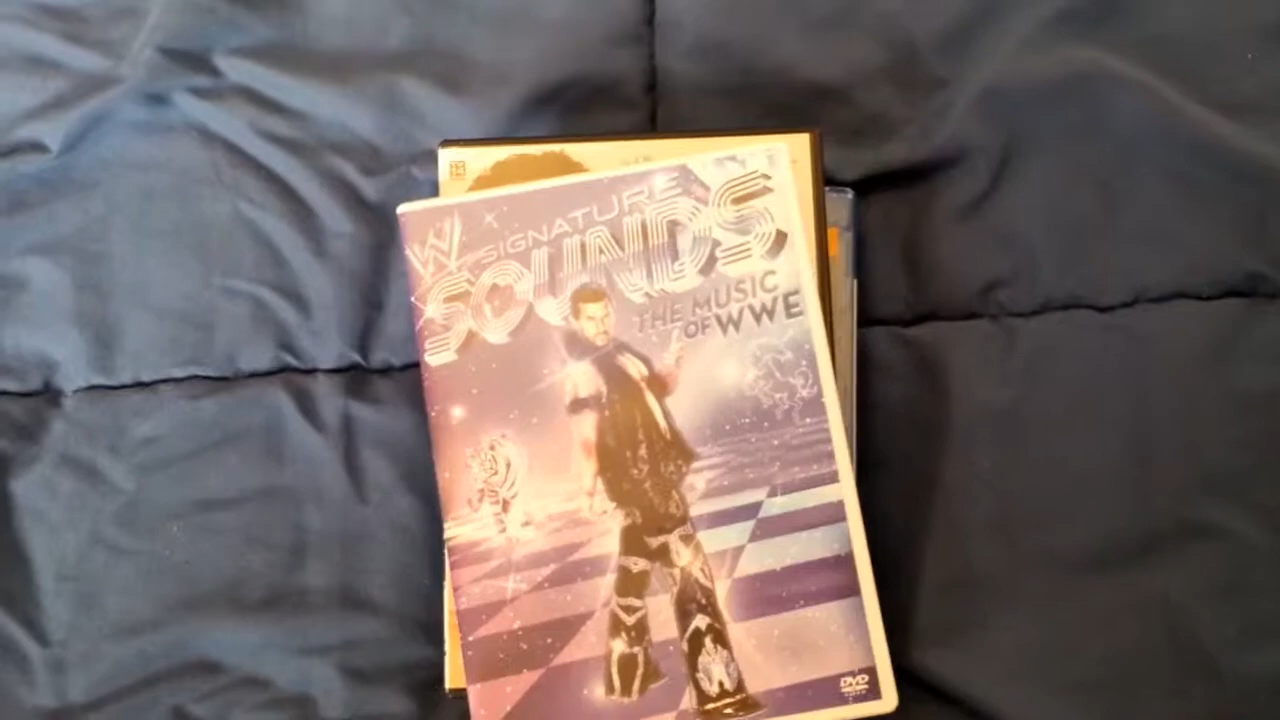 W
SIGNATURE
SOUNDS
THE MUSIC
OF WWE
DVD